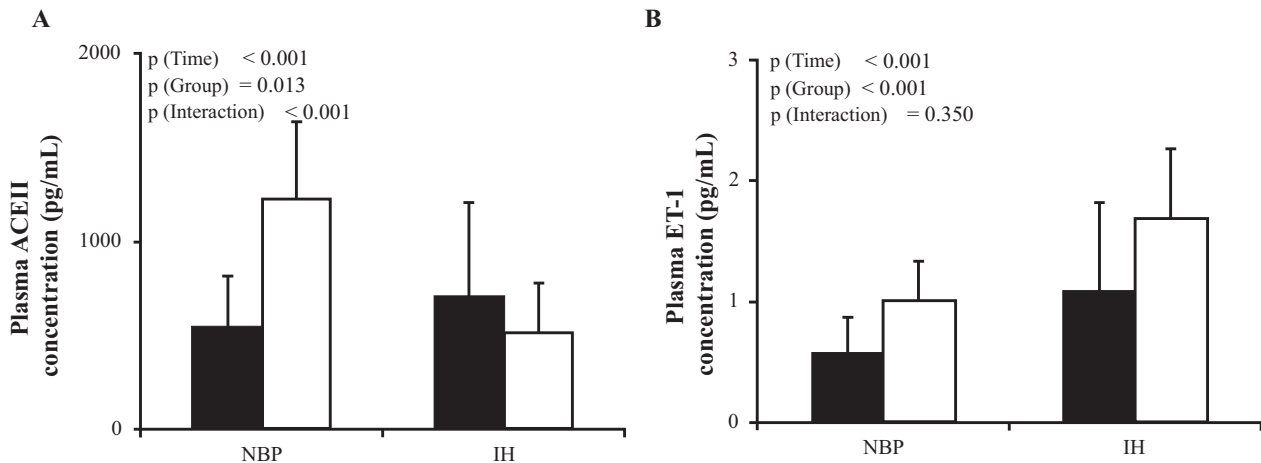 A
Plasma ACEII
concentration (pg/mL)
2000
1000
0
p (Time) < 0.001
p (Group) = 0.013
p (Interaction) < 0.001
NBP IH
B
Plasma ET-1
concentration (pg/mL)
3
2
1
0
p (Time) < 0.001
p (Group) < 0.001
p (Interaction) = 0.350
NBP IH